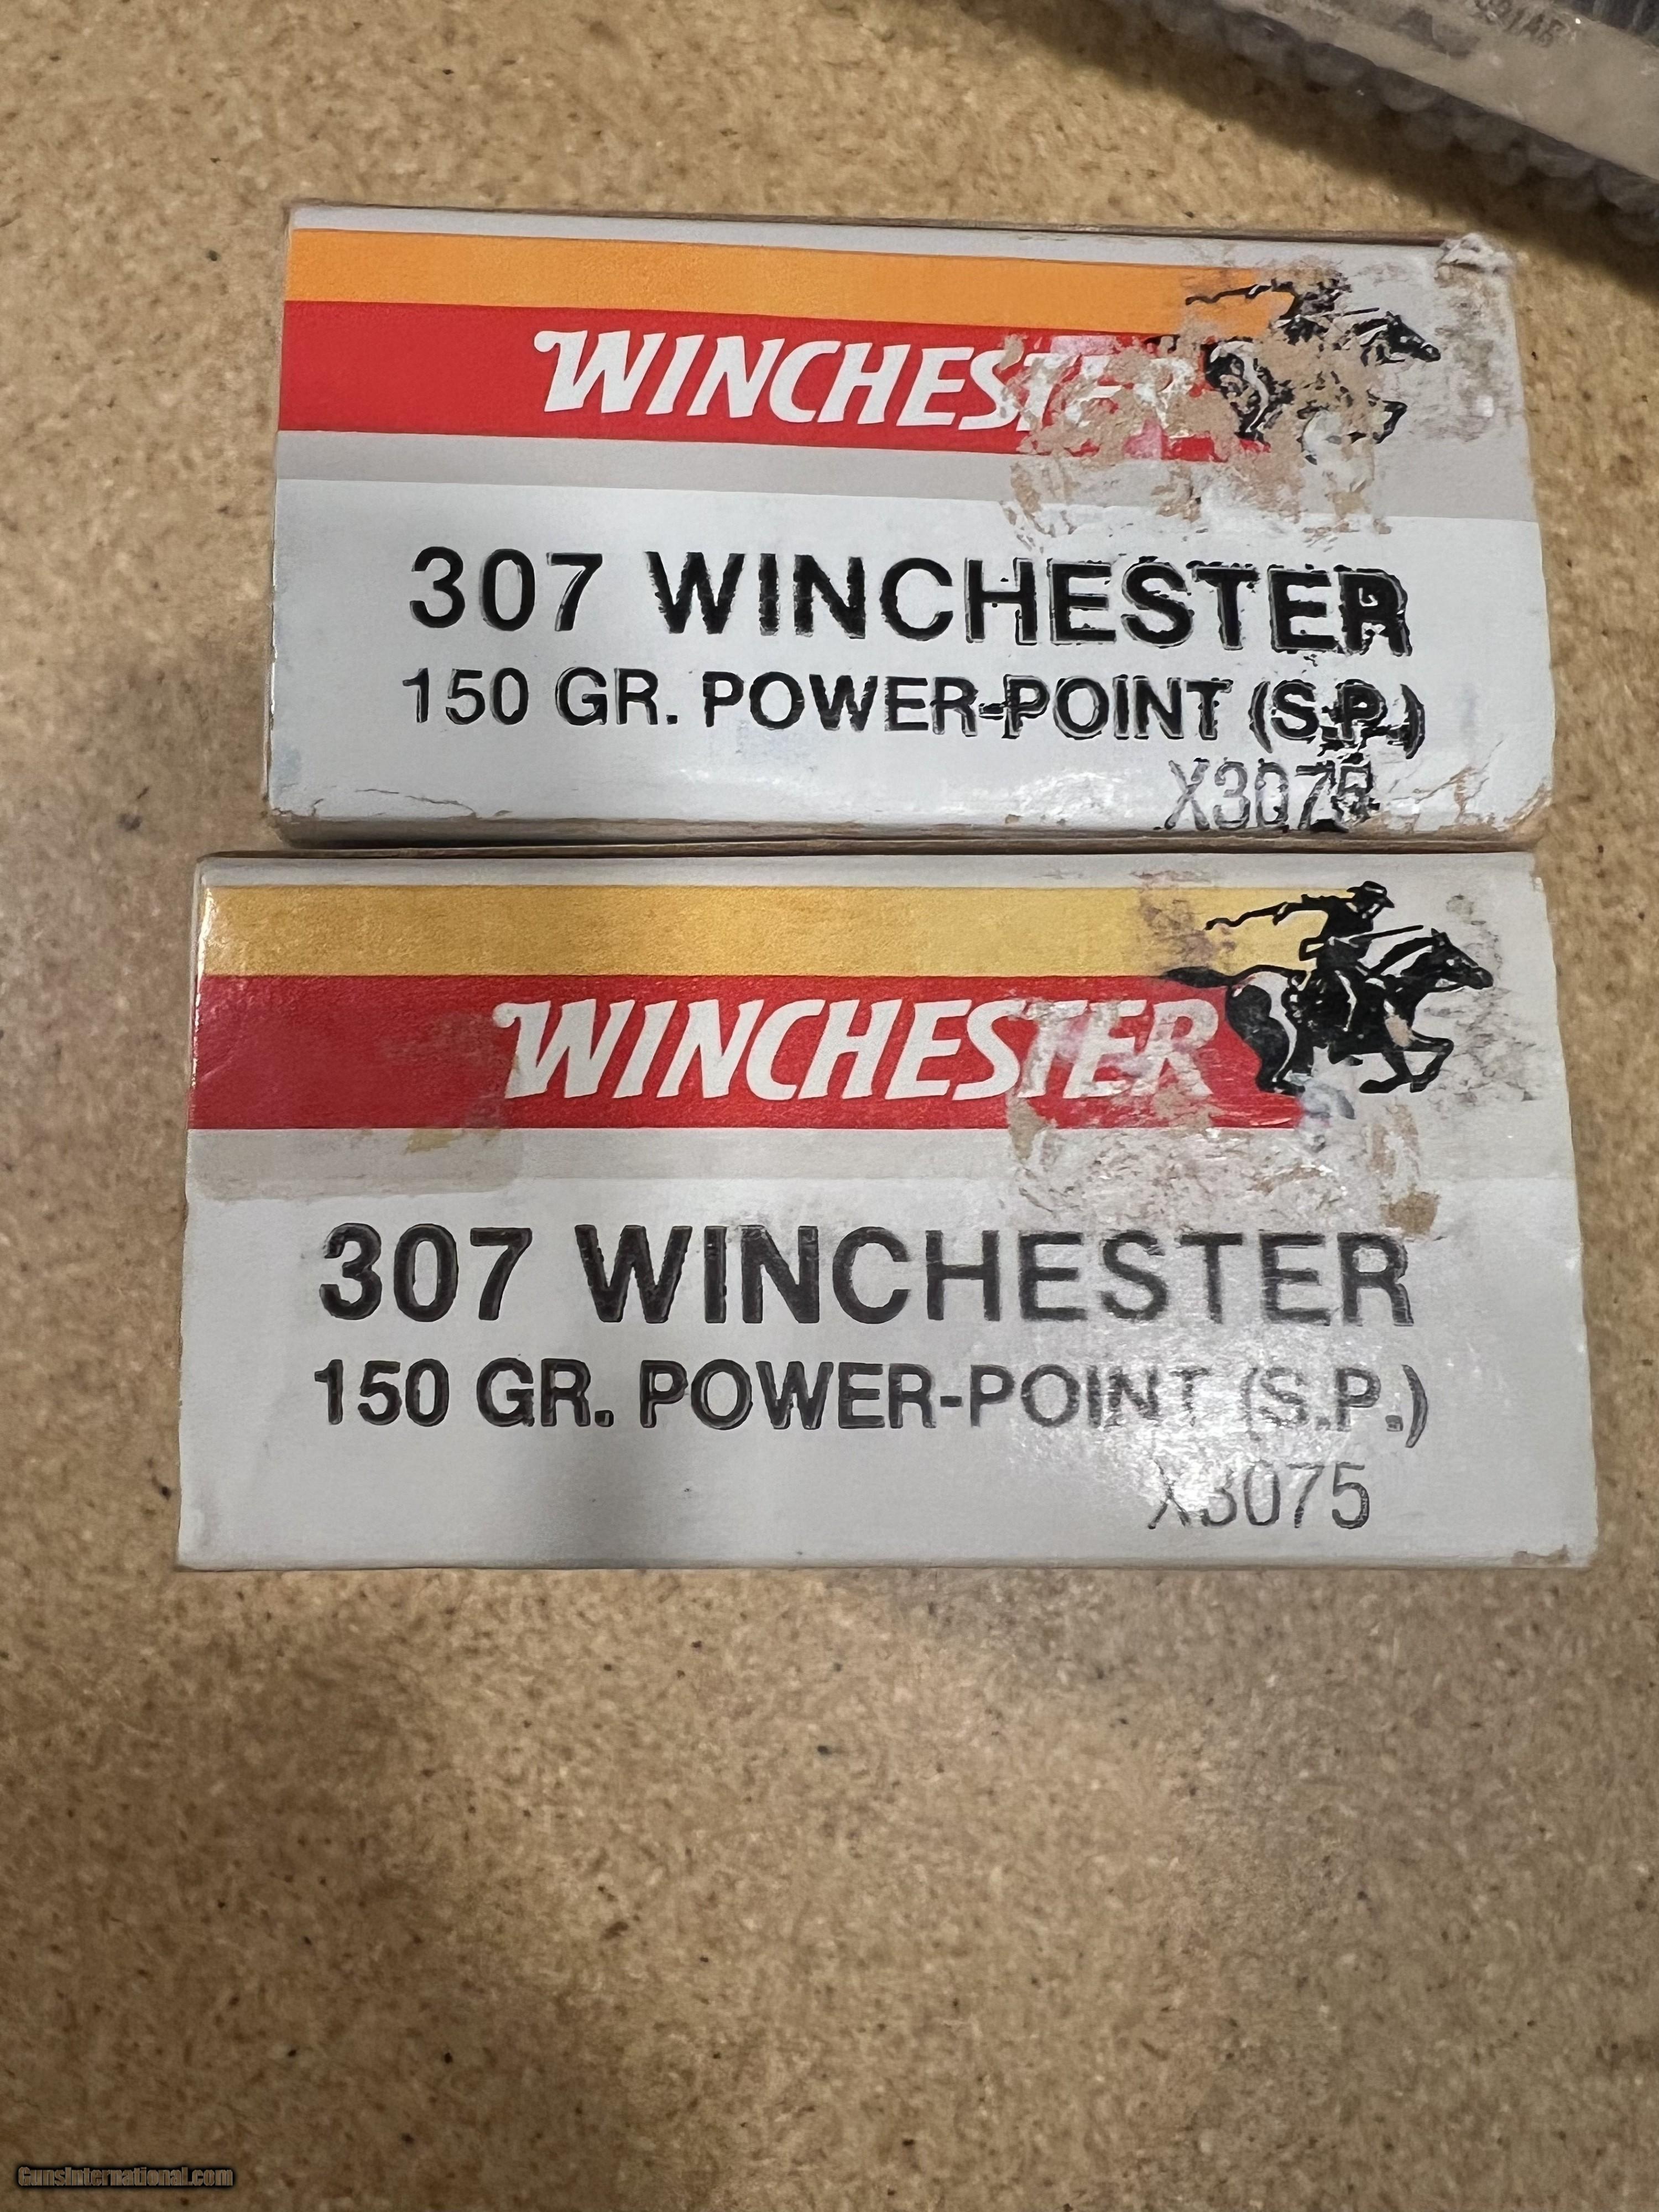 WINCHESTER
307 WINCHESTER
150 GR. POWER-POINT (S.P.)
X3075
WINCHESTER
307 WINCHESTER
150 GR. POWER-POINT (S.P.)
X3075
GunsInternational.com